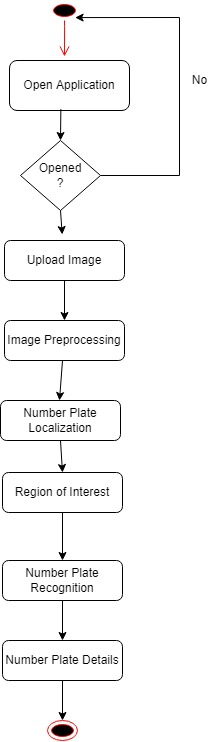 Open Application
No
Opened
?
Upload Image
Image Preprocessing
Number Plate
Localization
Region of Interest
Number Plate
Recognition
Number Plate Details